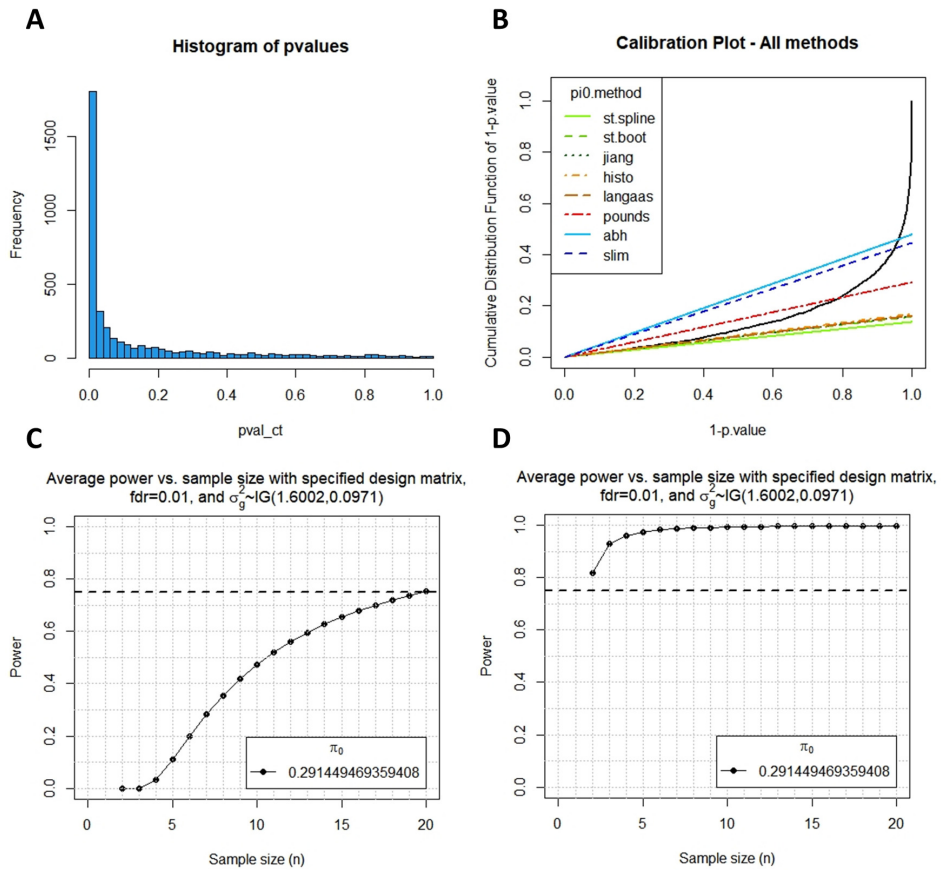 A
Histogram of pvalues
Frequency
0
500
1000
1500
0.0
0.2
0.4
0.6
0.8
1.0
pval_ct
B
Calibration Plot - All methods
Cumulative Distribution Function of 1-p.value
0.0
0.2
0.4
0.6
0.8
1.0
pi0.method
st.spline
st.boot
jiang
histo
langaas
pounds
abh
slim
0.0
0.2
0.4
0.6
0.8
1.0
1-p.value
C
Average power vs. sample size with specified design matrix,
fdr=0.01, and σ²g~IG(1.6002,0.0971)
Power
0.0
0.2
0.4
0.6
0.8
1.0
π₀
0.291449469359408
0
5
10
15
20
Sample size (n)
D
Average power vs. sample size with specified design matrix,
fdr=0.01, and σ²g~IG(1.6002,0.0971)
Power
0.0
0.2
0.4
0.6
0.8
1.0
π₀
0.291449469359408
0
5
10
15
20
Sample size (n)